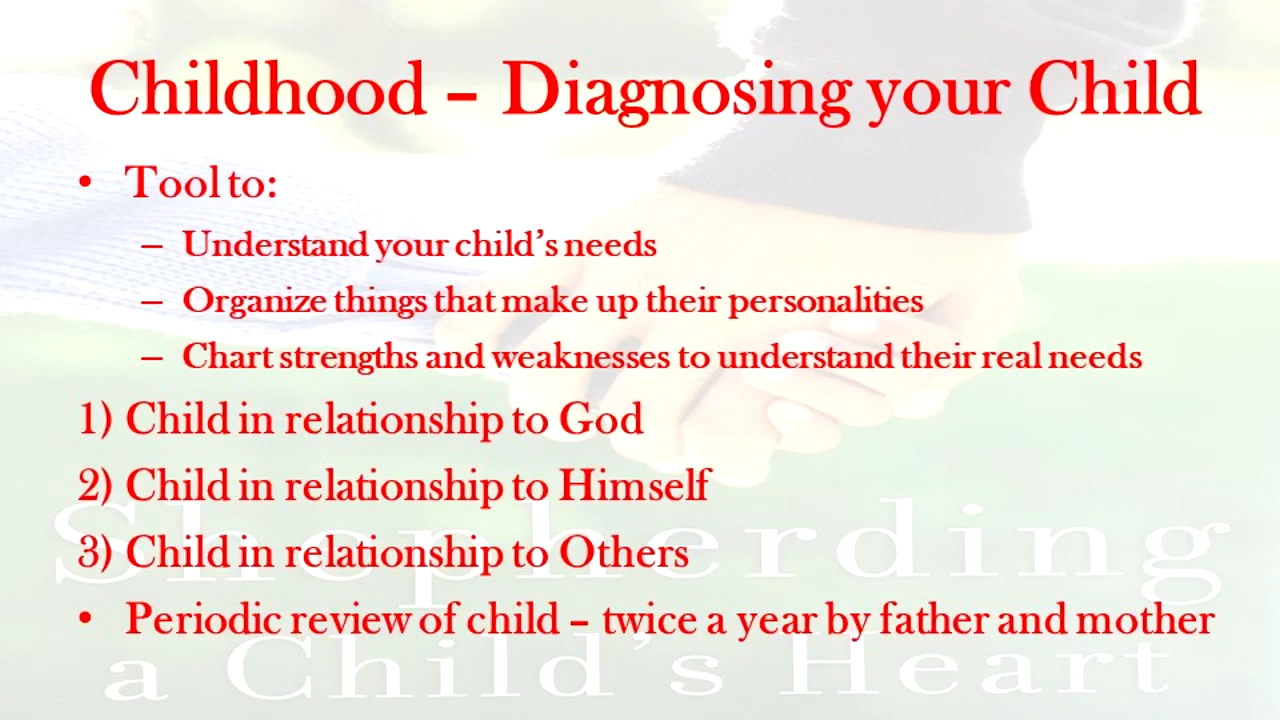 Childhood – Diagnosing your Child
• Tool to:
– Understand your child's needs
– Organize things that make up their personalities
– Chart strengths and weaknesses to understand their real needs
1) Child in relationship to God
2) Child in relationship to Himself
3) Child in relationship to Others
• Periodic review of child – twice a year by father and mother
Shepherding
a Child's Heart